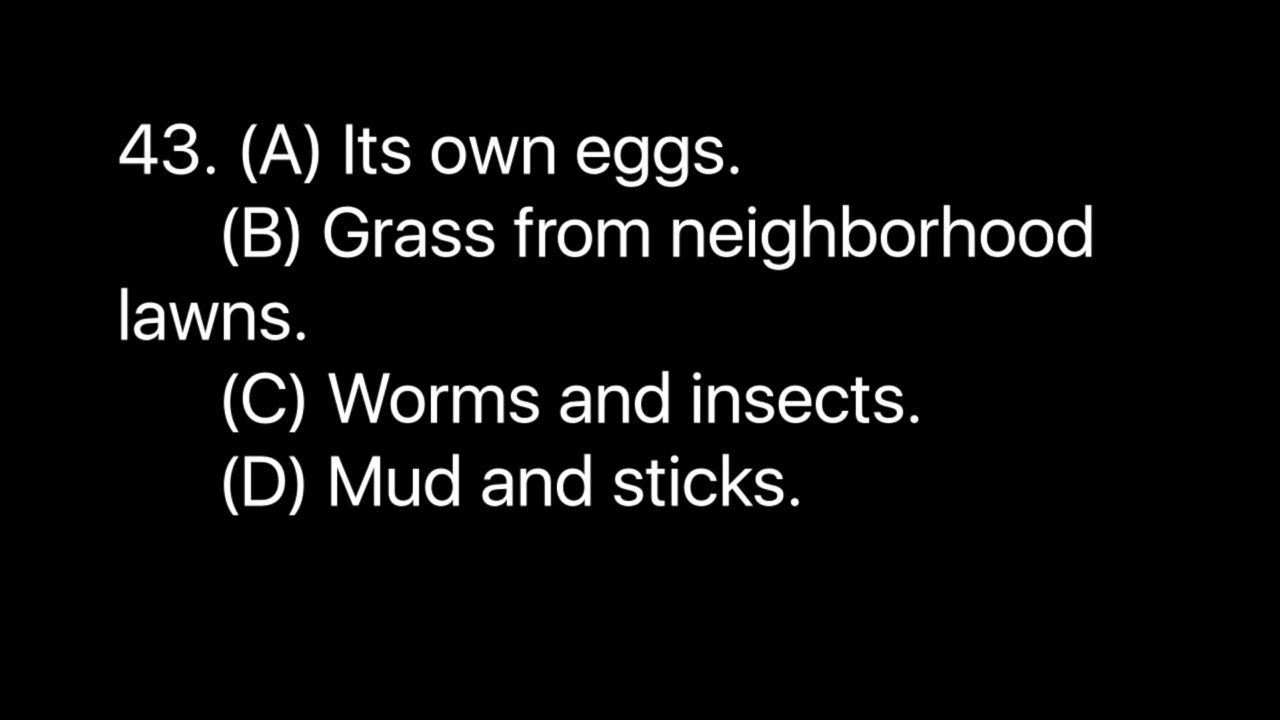 43. (A) Its own eggs.
(B) Grass from neighborhood
lawns.
(C) Worms and insects.
(D) Mud and sticks.